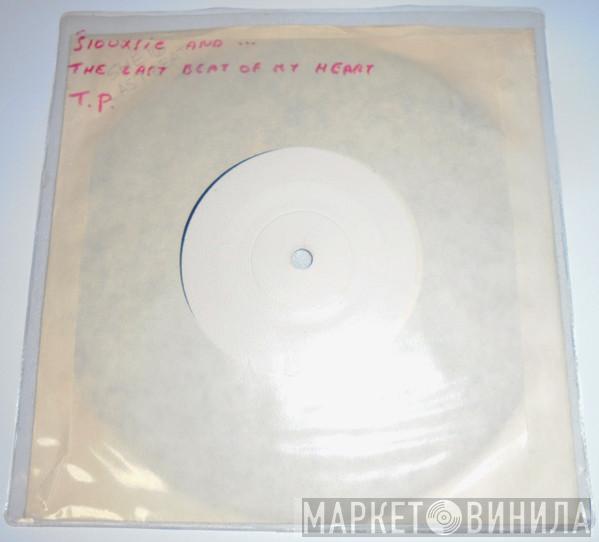 SIOUXSIE AND ...
THE LAST BEAT OF MY HEART
T.P.
МАРКЕТ ВИНИЛА